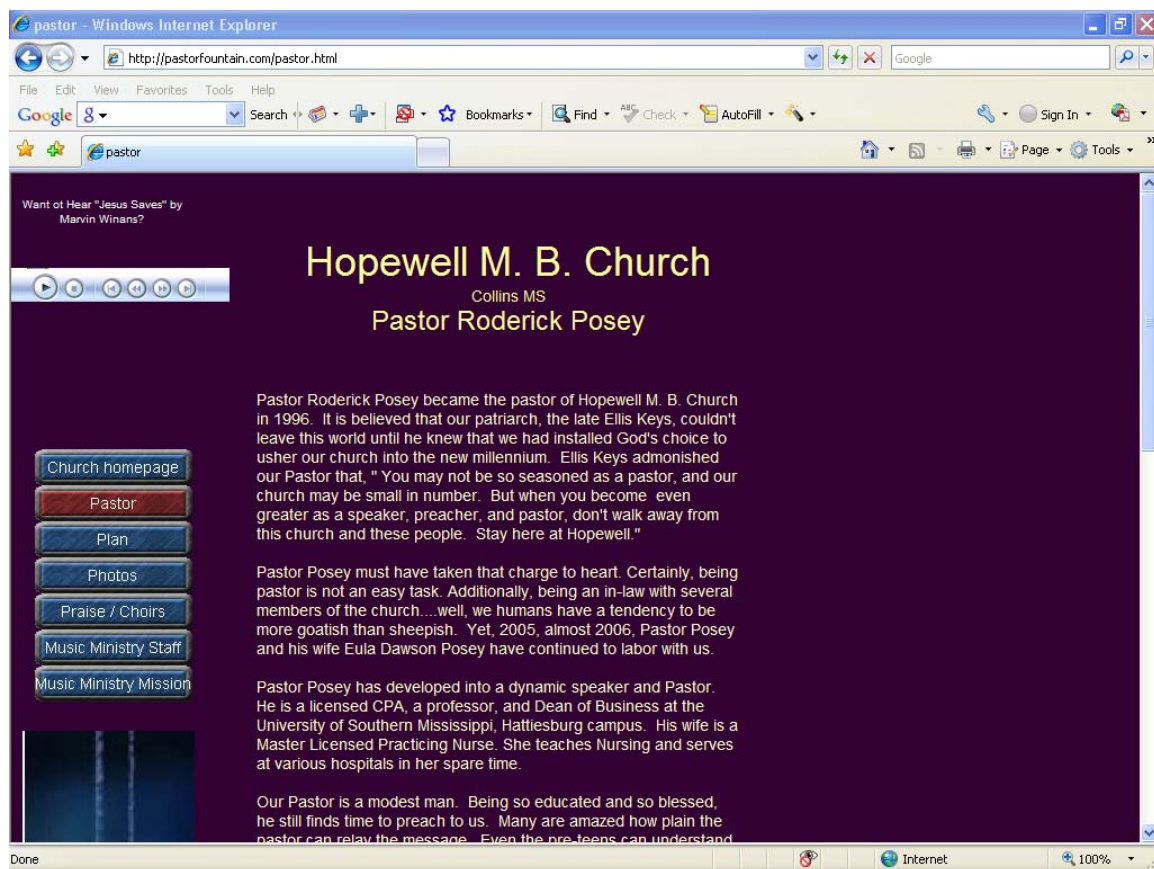 pastor - Windows Internet Explorer
http://pastorfountain.com/pastor.html
Google
File Edit View Favorites Tools Help
Google Search Bookmarks Find Check AutoFill Sign In
pastor Page Tools
Want ot Hear "Jesus Saves" by
Marvin Winans?
Hopewell M. B. Church
Collins MS
Pastor Roderick Posey
Church homepage
Pastor
Plan
Photos
Praise / Choirs
Music Ministry Staff
Music Ministry Mission
Pastor Roderick Posey became the pastor of Hopewell M. B. Church
in 1996. It is believed that our patriarch, the late Ellis Keys, couldn't
leave this world until he knew that we had installed God's choice to
usher our church into the new millennium. Ellis Keys admonished
our Pastor that, " You may not be so seasoned as a pastor, and our
church may be small in number. But when you become even
greater as a speaker, preacher, and pastor, don't walk away from
this church and these people. Stay here at Hopewell."
Pastor Posey must have taken that charge to heart. Certainly, being
pastor is not an easy task. Additionally, being an in-law with several
members of the church....well, we humans have a tendency to be
more goatish than sheepish. Yet, 2005, almost 2006, Pastor Posey
and his wife Eula Dawson Posey have continued to labor with us.
Pastor Posey has developed into a dynamic speaker and Pastor.
He is a licensed CPA, a professor, and Dean of Business at the
University of Southern Mississippi, Hattiesburg campus. His wife is a
Master Licensed Practicing Nurse. She teaches Nursing and serves
at various hospitals in her spare time.
Our Pastor is a modest man. Being so educated and so blessed,
he still finds time to preach to us. Many are amazed how plain the
pastor can relay the message. Even the pre-teens can understand
Done Internet 100%